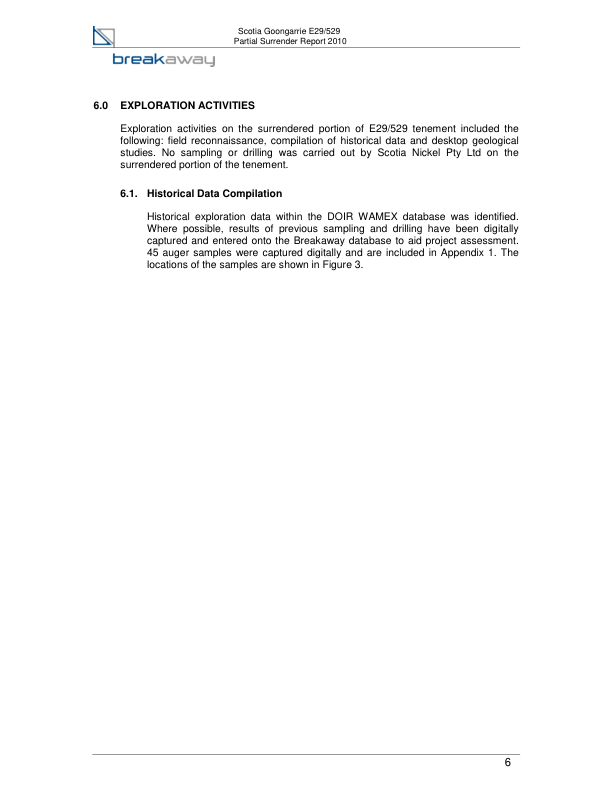 Scotia Goongarrie E29/529
Partial Surrender Report 2010
breakaway
6.0 EXPLORATION ACTIVITIES
Exploration activities on the surrendered portion of E29/529 tenement included the
following: field reconnaissance, compilation of historical data and desktop geological
studies. No sampling or drilling was carried out by Scotia Nickel Pty Ltd on the
surrendered portion of the tenement.
6.1. Historical Data Compilation
Historical exploration data within the DOIR WAMEX database was identified.
Where possible, results of previous sampling and drilling have been digitally
captured and entered onto the Breakaway database to aid project assessment.
45 auger samples were captured digitally and are included in Appendix 1. The
locations of the samples are shown in Figure 3.
6